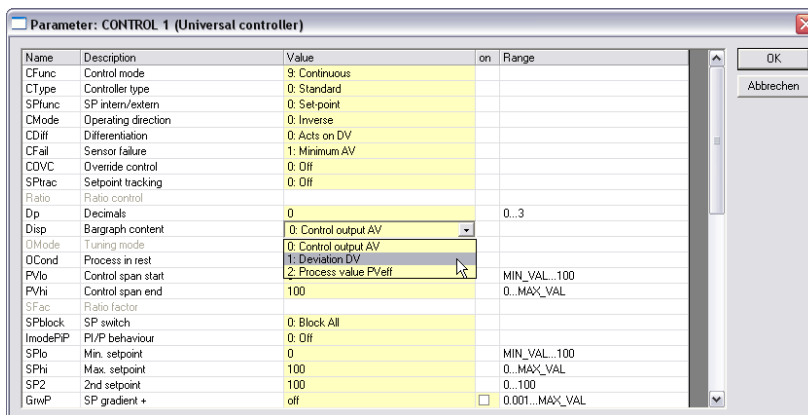 Parameter: CONTROL 1 (Universal controller)
Name Description Value on Range
OK
CFunc Control mode 9: Continuous
CType Controller type 0: Standard
Abbrechen
SPfunc SP intern/extern 0: Set-point
CMode Operating direction 0: Inverse
CDiff Differentiation 0: Acts on DV
CFail Sensor failure 1: Minimum AV
COVC Override control 0: Off
SPtrac Setpoint tracking 0: Off
Ratio Ratio control
Dp Decimals 0 0...3
Disp Bargraph content 0: Control output AV
OMode Tuning mode 0: Control output AV
OCond Process in rest 1: Deviation DV
PVlo Control span start 2: Process value PVeff MIN_VAL...100
PVhi Control span end 100 0...MAX_VAL
SFac Ratio factor
SPblock SP switch 0: Block All
ImodePiP PI/P behaviour 0: Off
SPlo Min. setpoint 0 MIN_VAL...100
SPhi Max. setpoint 100 0...MAX_VAL
SP2 2nd setpoint 100 0...100
GrwP SP gradient + off 0.001...MAX_VAL